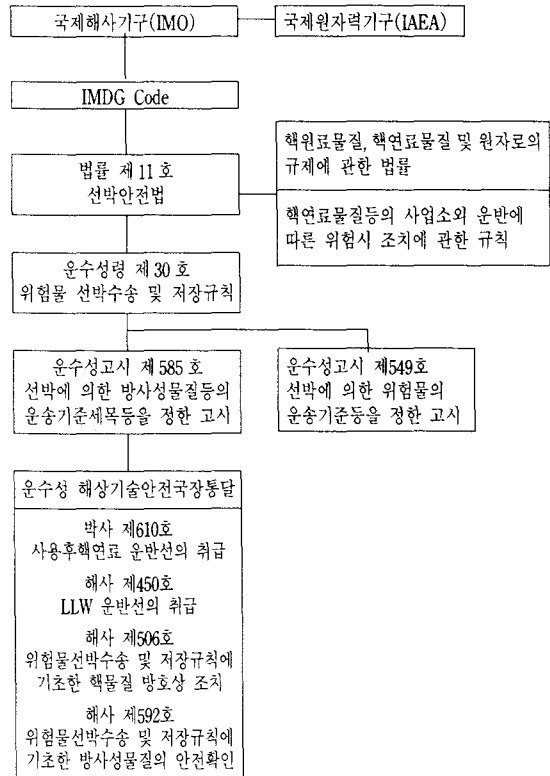 국제해사기구(IMO)
국제원자력기구(IAEA)
IMDG Code
법률 제 11 호
선박안전법
핵원료물질, 핵연료물질 및 원자로의
규제에 관한 법률
핵연료물질등의 사업소외 운반에
따른 위험시 조치에 관한 규칙
운수성령 제 30 호
위험물 선박수송 및 저장규칙
운수성고시 제 585 호
선박에 의한 방사성물질등의
운송기준세목등을 정한 고시
운수성고시 제549호
선박에 의한 위험물의
운송기준등을 정한 고시
운수성 해상기술안전국장통달
박사 제610호
사용후핵연료 운반선의 취급
해사 제450호
LLW 운반선의 취급
해사 제506호
위험물선박수송 및 저장규칙에
기초한 핵물질 방호상 조치
해사 제592호
위험물선박수송 및 저장규칙에
기초한 방사성물질의 안전확인